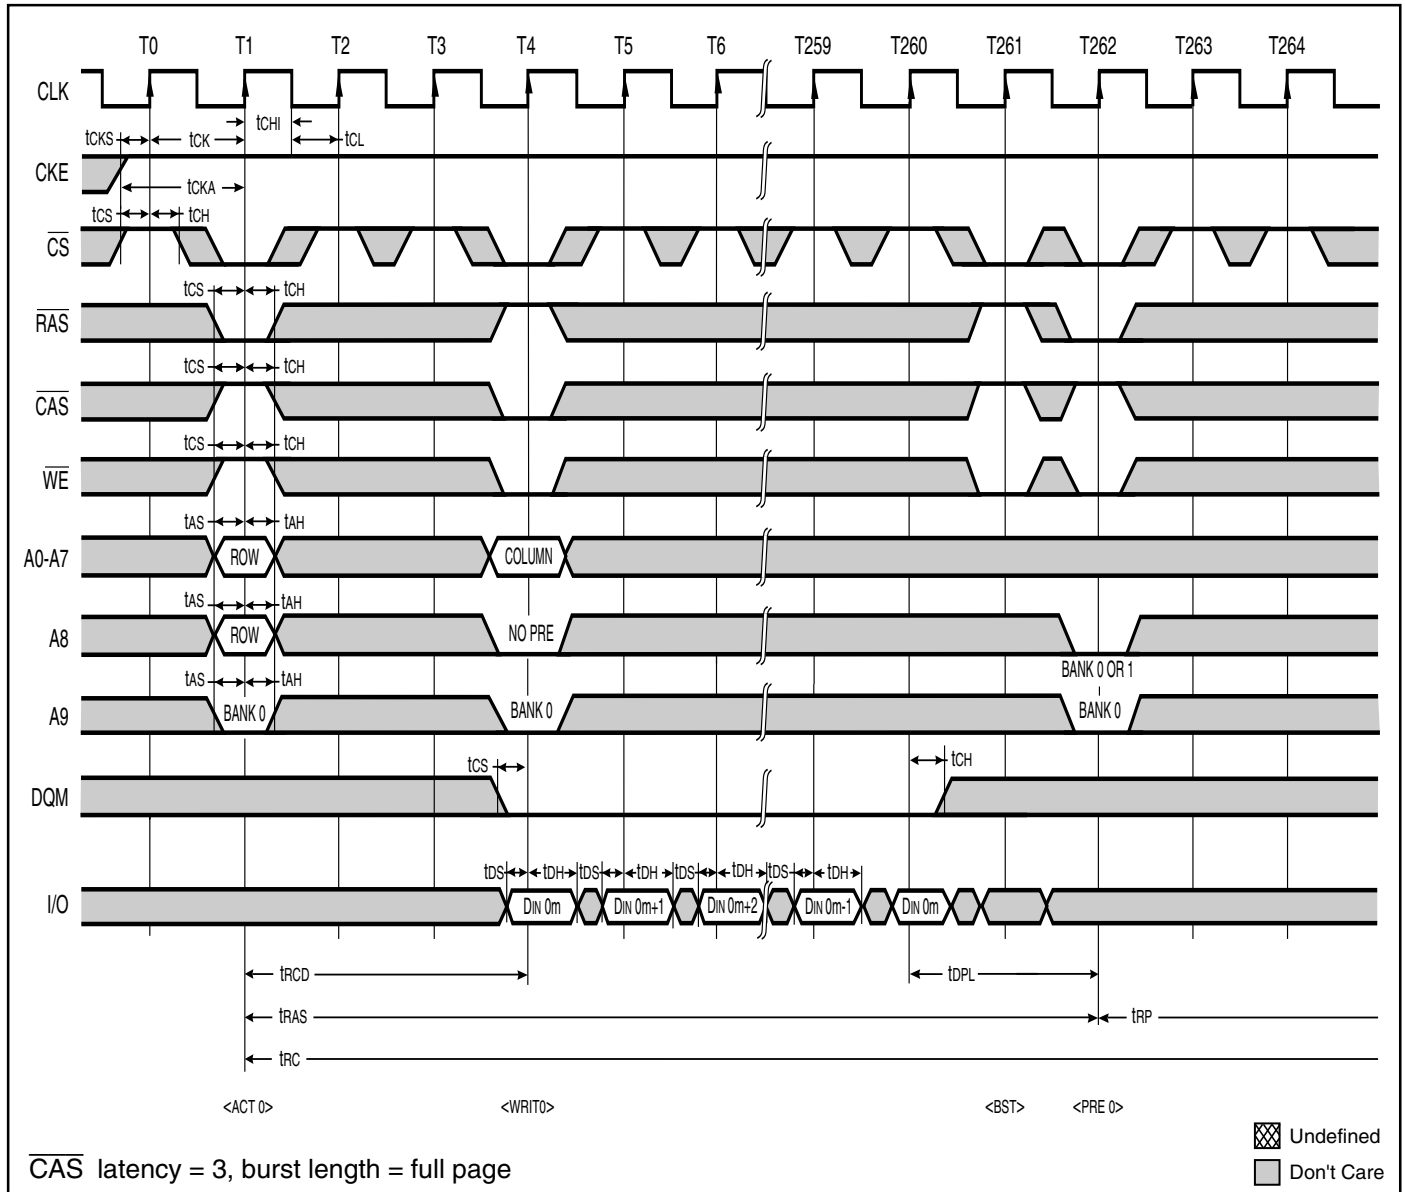 T0 T1 T2 T3 T4 T5 T6 T259 T260 T261 T262 T263 T264
CLK
tCHI
tCKS tCK tCL
CKE
tCKA
tCS tCH
CS
tCS tCH
RAS
tCS tCH
CAS
tCS tCH
WE
tAS tAH
A0-A7 ROW COLUMN
tAS tAH
A8 ROW NO PRE
BANK 0 OR 1
tAS tAH
A9 BANK 0 BANK 0 BANK 0
tCS tCH
DQM
tDS tDH tDS tDH tDS tDH tDS tDH
I/O DIN 0m DIN 0m+1 DIN 0m+2 DIN 0m-1 DIN 0m
tRCD tDPL
tRAS tRP
tRC
<ACT 0> <WRIT0> <BST> <PRE 0>
Undefined
CAS latency = 3, burst length = full page
Don't Care